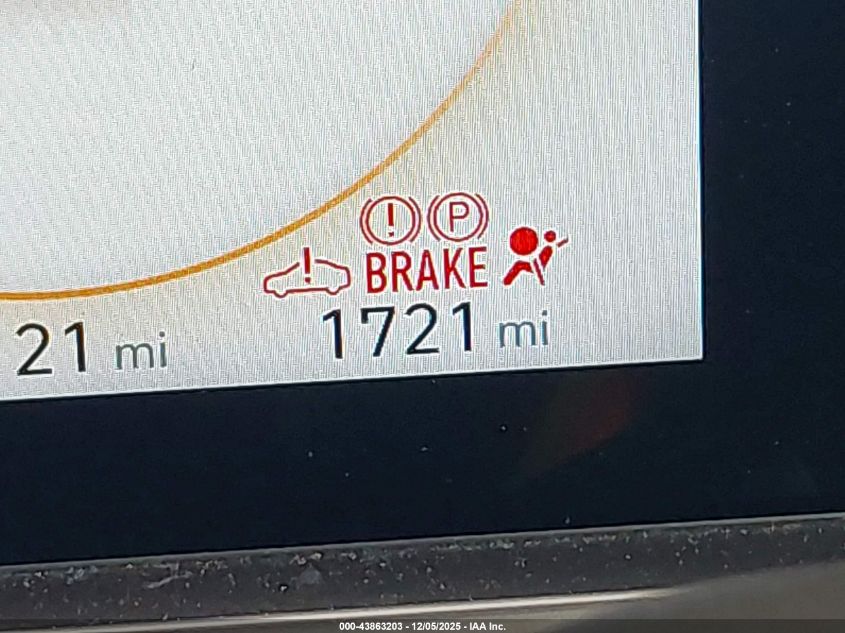 ! P
BRAKE
21 mi 1721 mi
000-43863203 - 12/05/2025 - IAA Inc.